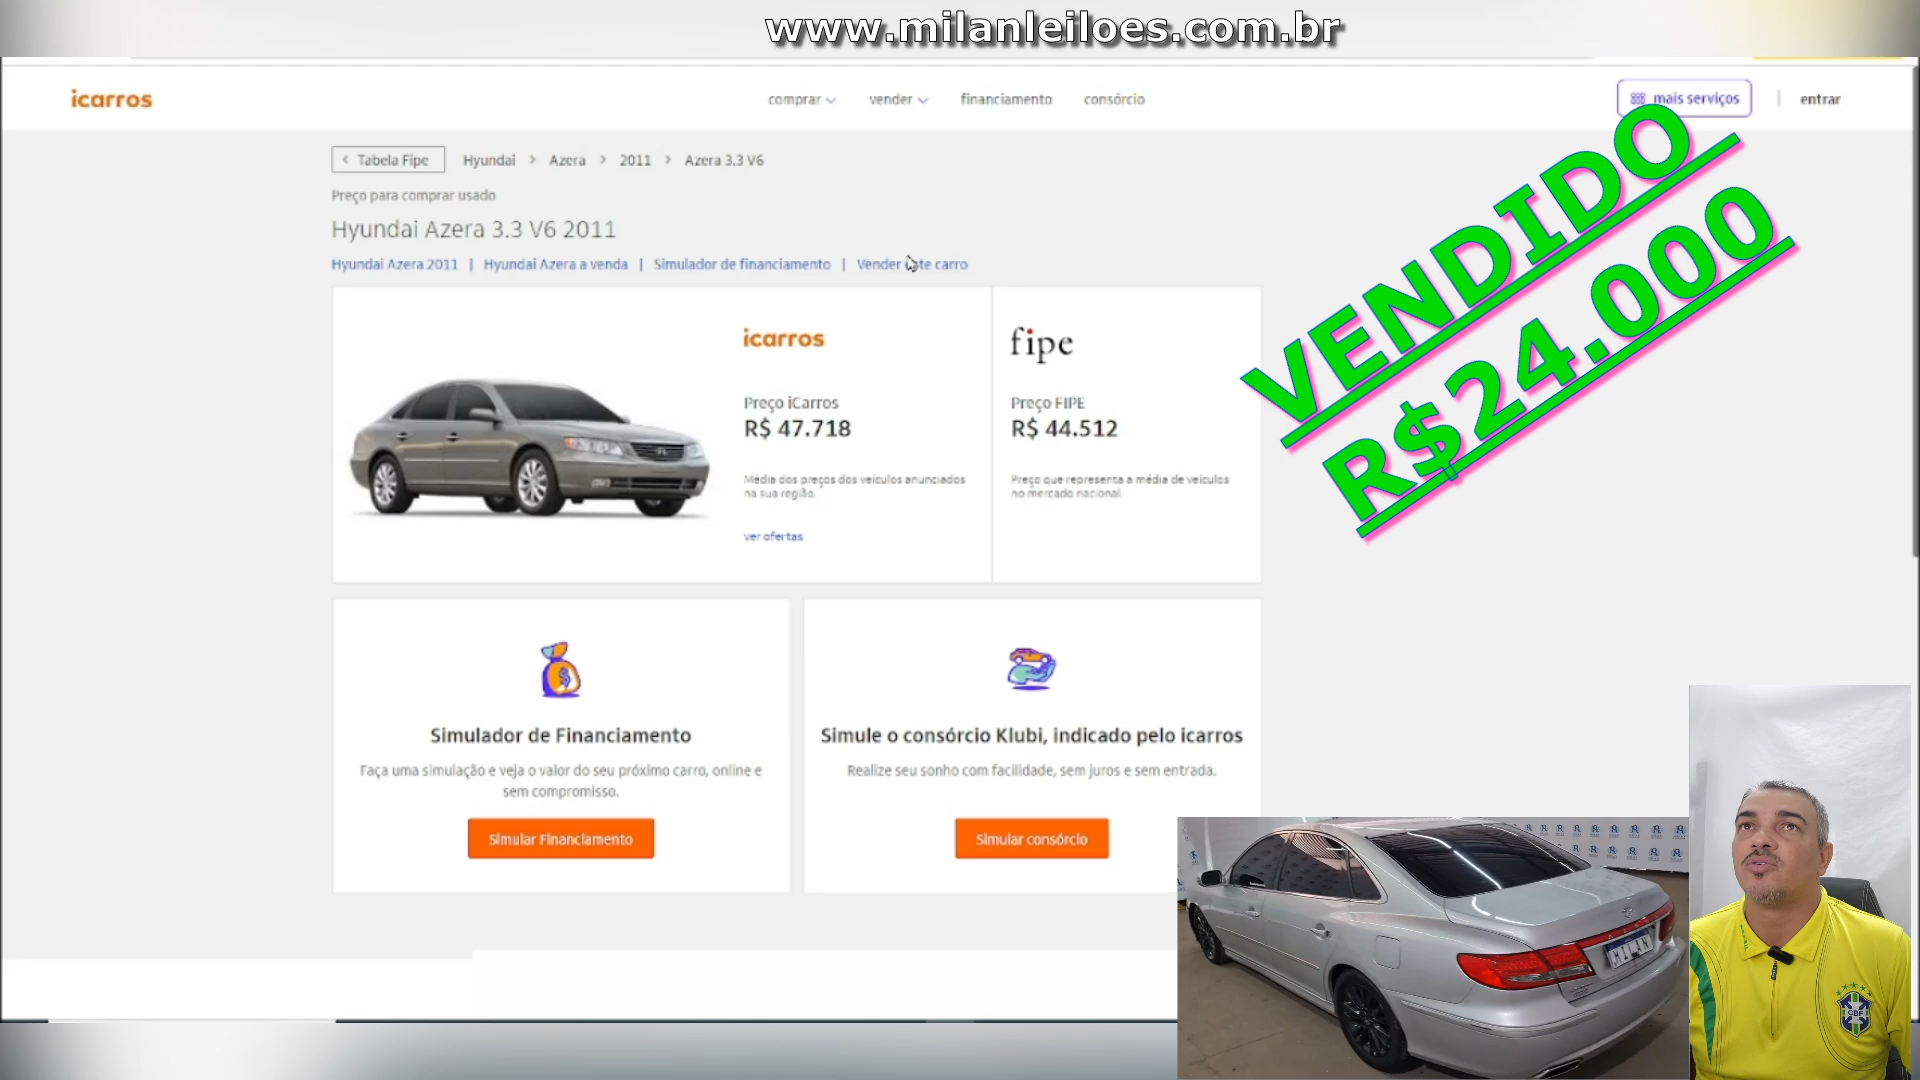 www.milanleiloes.com.br
icarros
comprar
vender
financiamento
consórcio
mais serviços
entrar
Tabela Fipe
Hyundai
Azera
2011
Azera 3.3 V6
Preço para comprar usado
Hyundai Azera 3.3 V6 2011
Hyundai Azera 2011 | Hyundai Azera a venda | Simulador de financiamento | Vender este carro
icarros
Preço iCarros
R$ 47.718
Média dos preços dos veículos anunciados
na sua região.
ver ofertas
fipe
Preço FIPE
R$ 44.512
Preço que representa a média de veículos
no mercado nacional.
VENDIDO
R$24.000
Simulador de Financiamento
Faça uma simulação e veja o valor do seu próximo carro, online e
sem compromisso.
Simular Financiamento
Simule o consórcio Klubi, indicado pelo icarros
Realize seu sonho com facilidade, sem juros e sem entrada.
Simular consórcio
MILAN
CBF